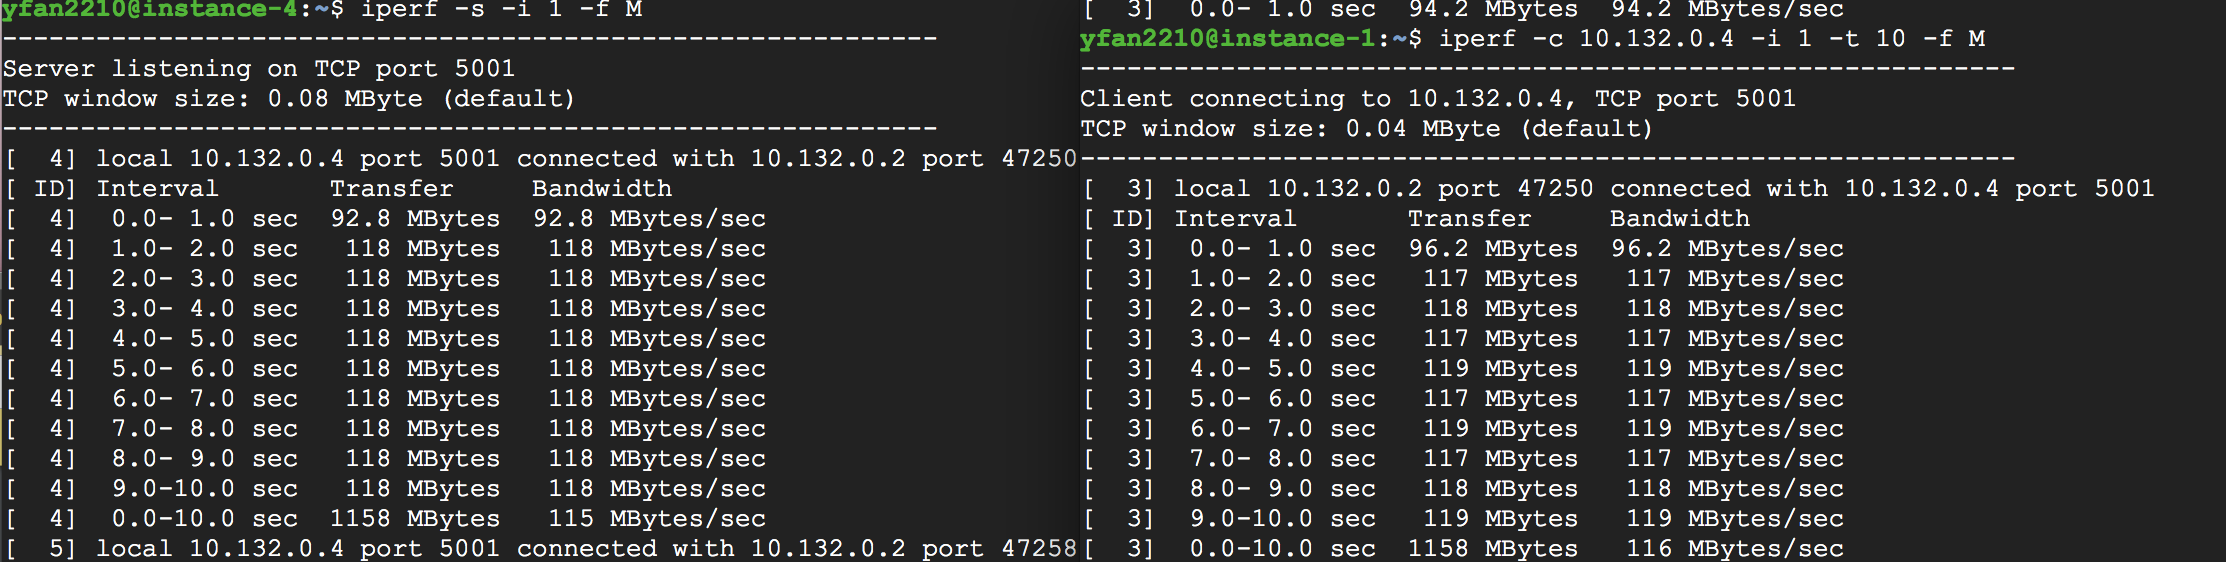 yfan2210@instance-4:~$ iperf -s -i 1 -f M
------------------------------------------------------------
Server listening on TCP port 5001
TCP window size: 0.08 MByte (default)
------------------------------------------------------------
[  4] local 10.132.0.4 port 5001 connected with 10.132.0.2 port 47250
[ ID] Interval       Transfer     Bandwidth
[  4]  0.0- 1.0 sec  92.8 MBytes  92.8 MBytes/sec
[  4]  1.0- 2.0 sec   118 MBytes   118 MBytes/sec
[  4]  2.0- 3.0 sec   118 MBytes   118 MBytes/sec
[  4]  3.0- 4.0 sec   118 MBytes   118 MBytes/sec
[  4]  4.0- 5.0 sec   118 MBytes   118 MBytes/sec
[  4]  5.0- 6.0 sec   118 MBytes   118 MBytes/sec
[  4]  6.0- 7.0 sec   118 MBytes   118 MBytes/sec
[  4]  7.0- 8.0 sec   118 MBytes   118 MBytes/sec
[  4]  8.0- 9.0 sec   118 MBytes   118 MBytes/sec
[  4]  9.0-10.0 sec   118 MBytes   118 MBytes/sec
[  4]  0.0-10.0 sec  1158 MBytes   115 MBytes/sec
[  5] local 10.132.0.4 port 5001 connected with 10.132.0.2 port 47258
[  3]  0.0- 1.0 sec  94.2 MBytes  94.2 MBytes/sec
yfan2210@instance-1:~$ iperf -c 10.132.0.4 -i 1 -t 10 -f M
------------------------------------------------------------
Client connecting to 10.132.0.4, TCP port 5001
TCP window size: 0.04 MByte (default)
------------------------------------------------------------
[  3] local 10.132.0.2 port 47250 connected with 10.132.0.4 port 5001
[ ID] Interval       Transfer     Bandwidth
[  3]  0.0- 1.0 sec  96.2 MBytes  96.2 MBytes/sec
[  3]  1.0- 2.0 sec   117 MBytes   117 MBytes/sec
[  3]  2.0- 3.0 sec   118 MBytes   118 MBytes/sec
[  3]  3.0- 4.0 sec   117 MBytes   117 MBytes/sec
[  3]  4.0- 5.0 sec   119 MBytes   119 MBytes/sec
[  3]  5.0- 6.0 sec   117 MBytes   117 MBytes/sec
[  3]  6.0- 7.0 sec   119 MBytes   119 MBytes/sec
[  3]  7.0- 8.0 sec   117 MBytes   117 MBytes/sec
[  3]  8.0- 9.0 sec   118 MBytes   118 MBytes/sec
[  3]  9.0-10.0 sec   119 MBytes   119 MBytes/sec
[  3]  0.0-10.0 sec  1158 MBytes   116 MBytes/sec